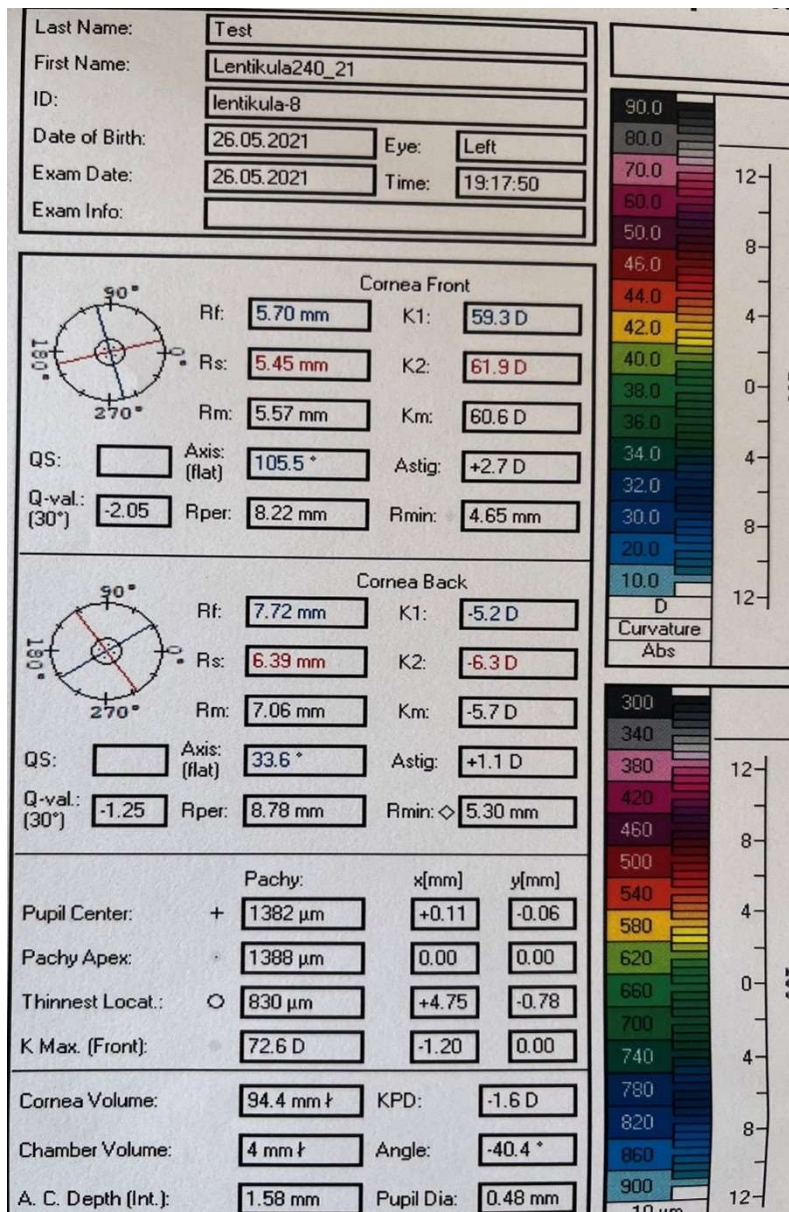 Last Name: Test
First Name: Lentikula240_21
ID: lentikula-8
Date of Birth: 26.05.2021 Eye: Left
Exam Date: 26.05.2021 Time: 19:17:50
Exam Info:
Cornea Front
90°
180°
0°
270°
Rf: 5.70 mm K1: 59.3 D
Rs: 5.45 mm K2: 61.9 D
Rm: 5.57 mm Km: 60.6 D
QS: Axis: (flat) 105.5 ° Astig: +2.7 D
Q-val.: (30°) -2.05 Rper: 8.22 mm Rmin: 4.65 mm
Cornea Back
90°
180°
0°
270°
Rf: 7.72 mm K1: -5.2 D
Rs: 6.39 mm K2: -6.3 D
Rm: 7.06 mm Km: -5.7 D
QS: Axis: (flat) 33.6 ° Astig: +1.1 D
Q-val.: (30°) -1.25 Rper: 8.78 mm Rmin: 5.30 mm
Pachy: x[mm] y[mm]
Pupil Center: + 1382 µm +0.11 -0.06
Pachy Apex: 1388 µm 0.00 0.00
Thinnest Locat.: O 830 µm +4.75 -0.78
K Max. (Front): 72.6 D -1.20 0.00
Cornea Volume: 94.4 mm ł KPD: -1.6 D
Chamber Volume: 4 mm ł Angle: -40.4 °
A. C. Depth (Int.): 1.58 mm Pupil Dia: 0.48 mm
90.0
80.0
70.0
60.0
50.0
46.0
44.0
42.0
40.0
38.0
36.0
34.0
32.0
30.0
20.0
10.0
D
Curvature
Abs
12
8
4
0
4
8
12
300
340
380
420
460
500
540
580
620
660
700
740
780
820
860
900
10 µm
12
8
4
0
4
8
12